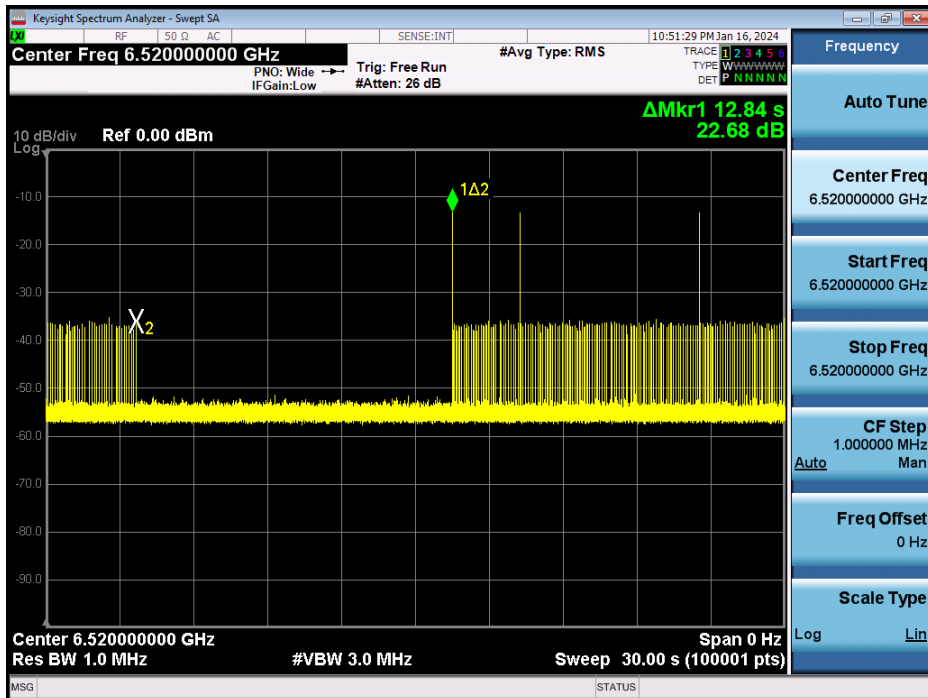 Keysight Spectrum Analyzer - Swept SA
LXI RF 50 Ω AC SENSE:INT 10:51:29 PM Jan 16, 2024
Center Freq 6.520000000 GHz
PNO: Wide
IFGain:Low
Trig: Free Run
#Atten: 26 dB
#Avg Type: RMS
TRACE 1 2 3 4 5 6
TYPE WWWWWW
DET P N N N N N
ΔMkr1 12.84 s
22.68 dB
10 dB/div Ref 0.00 dBm
Log
-10.0
-20.0
-30.0
-40.0
-50.0
-60.0
-70.0
-80.0
-90.0
1Δ2
2
Center 6.520000000 GHz Span 0 Hz
Res BW 1.0 MHz #VBW 3.0 MHz Sweep 30.00 s (100001 pts)
MSG STATUS
Frequency
Auto Tune
Center Freq
6.520000000 GHz
Start Freq
6.520000000 GHz
Stop Freq
6.520000000 GHz
CF Step
1.000000 MHz
Auto Man
Freq Offset
0 Hz
Scale Type
Log Lin